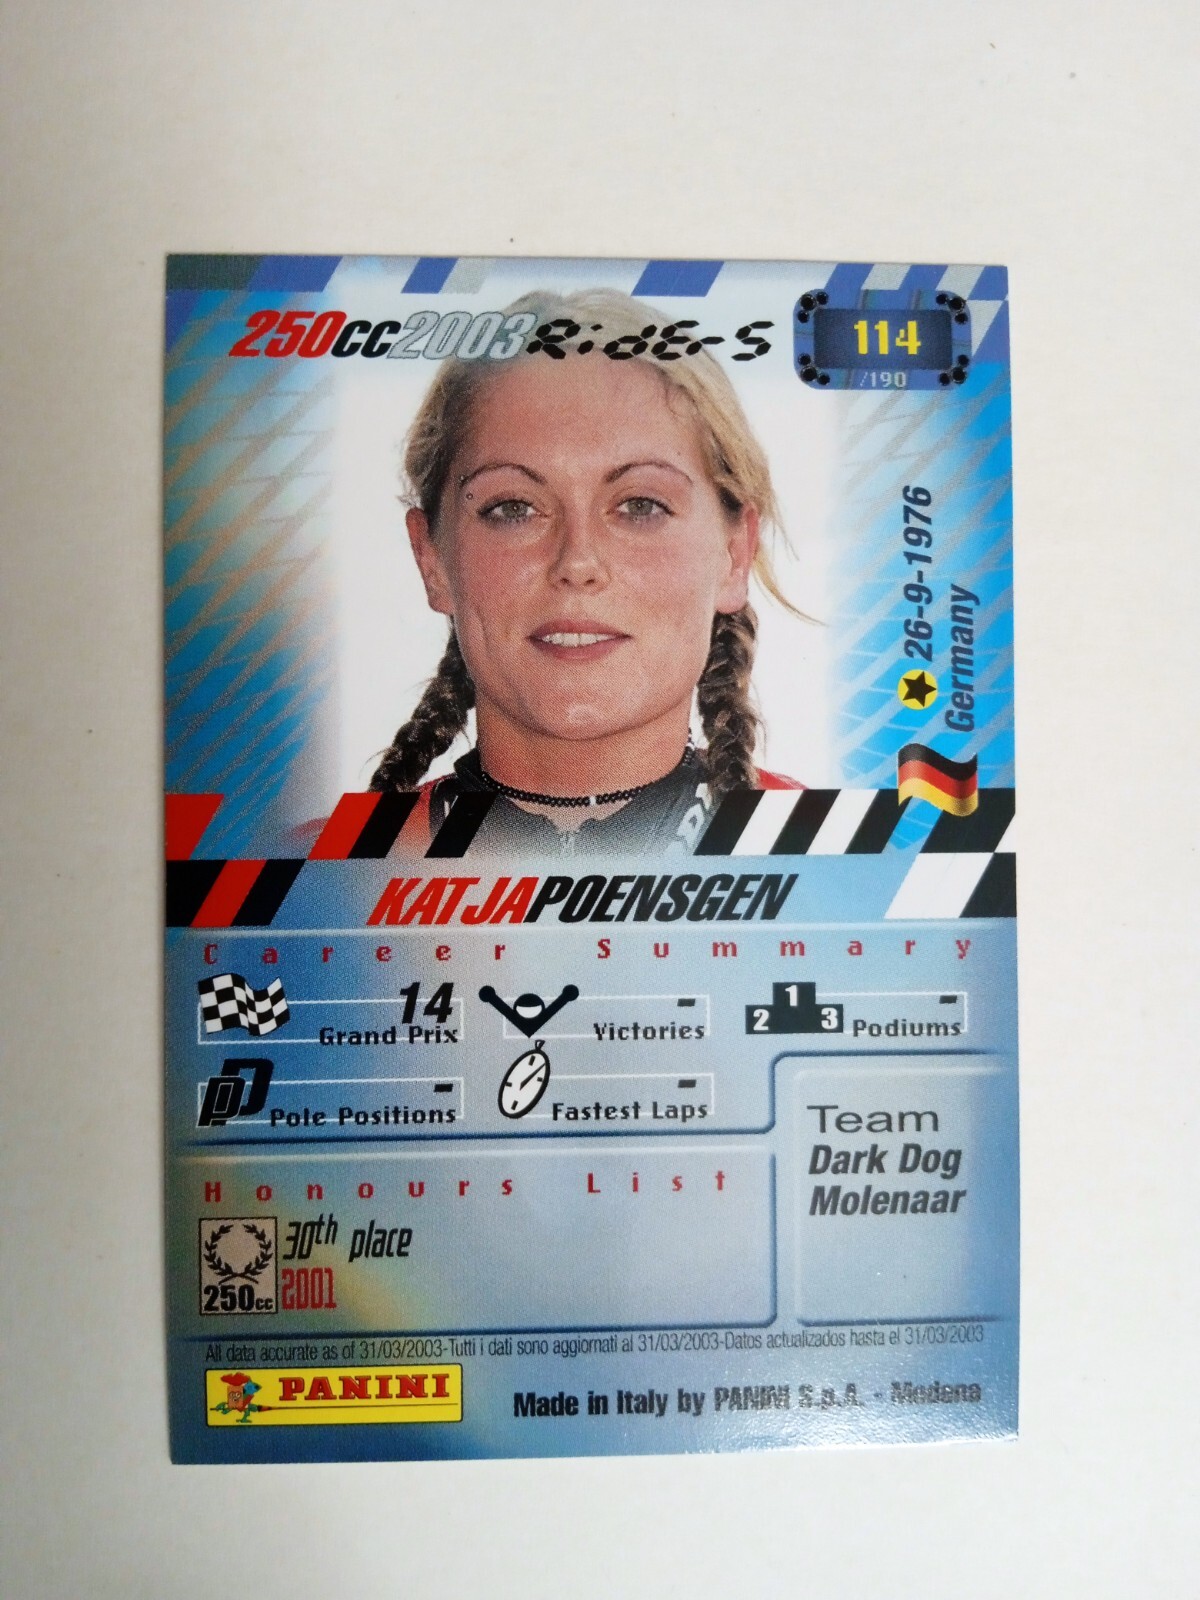 250cc2003RidErS
114
/190
26-9-1976
Germany
KATJAPOENSGEN
Career Summary
14
Grand Prix
-
Victories
1
2 3
-
Podiums
-
Pole Positions
-
Fastest Laps
Team
Dark Dog
Molenaar
Honours List
30th place
250cc 2001
All data accurate as of 31/03/2003-Tutti i dati sono aggiornati al 31/03/2003-Datos actualizados hasta el 31/03/2003
PANINI
Made in Italy by PANINI S.p.A. - Modena